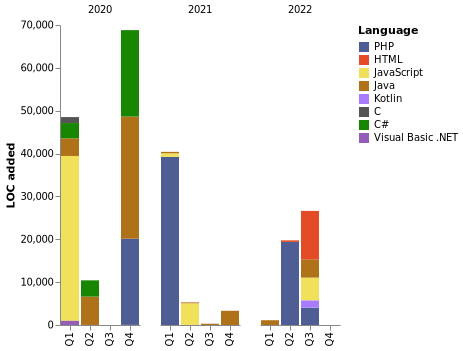 2020 2021 2022
LOC added
70,000
60,000
50,000
40,000
30,000
20,000
10,000
0
Q1 Q2 Q3 Q4 Q1 Q2 Q3 Q4 Q1 Q2 Q3 Q4
Language
PHP
HTML
JavaScript
Java
Kotlin
C
C#
Visual Basic .NET